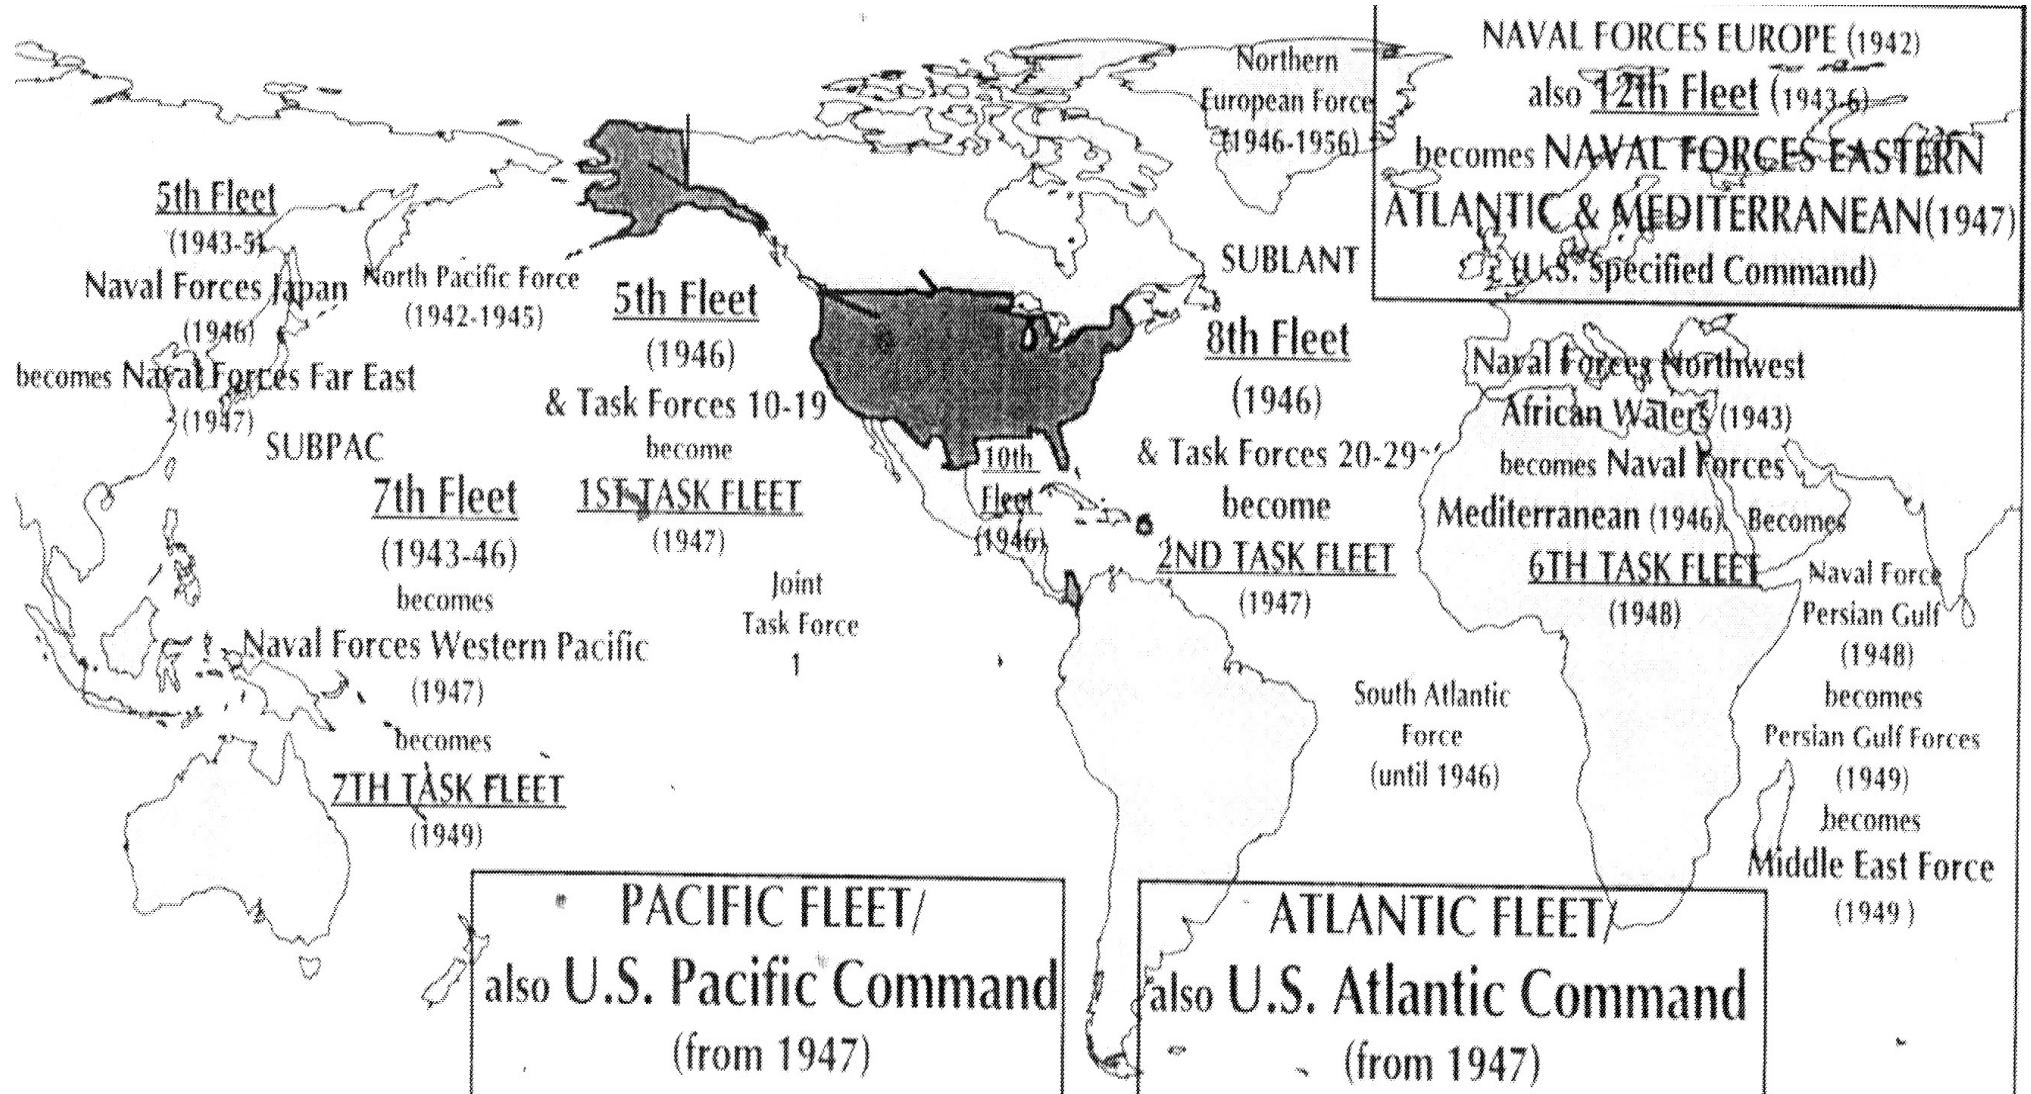 NAVAL FORCES EUROPE (1942)
also 12th Fleet (1943-6)
becomes NAVAL FORCES EASTERN
ATLANTIC & MEDITERRANEAN(1947)
(U.S. Specified Command)
Northern
European Force
(1946-1956)
5th Fleet
(1943-5)
Naval Forces Japan
(1946)
becomes Naval Forces Far East
(1947)
SUBPAC
North Pacific Force
(1942-1945)
5th Fleet
(1946)
& Task Forces 10-19
become
1ST TASK FLEET
(1947)
7th Fleet
(1943-46)
becomes
Naval Forces Western Pacific
(1947)
becomes
7TH TASK FLEET
(1949)
Joint
Task Force
1
10th
Fleet
(1946)
SUBLANT
8th Fleet
(1946)
& Task Forces 20-29
become
2ND TASK FLEET
(1947)
Naval Forces Northwest
African Waters (1943)
becomes Naval Forces
Mediterranean (1946) Becomes
6TH TASK FLEET
(1948)
Naval Force
Persian Gulf
(1948)
becomes
Persian Gulf Forces
(1949)
becomes
Middle East Force
(1949 )
South Atlantic
Force
(until 1946)
PACIFIC FLEET/
also U.S. Pacific Command
(from 1947)
ATLANTIC FLEET/
also U.S. Atlantic Command
(from 1947)